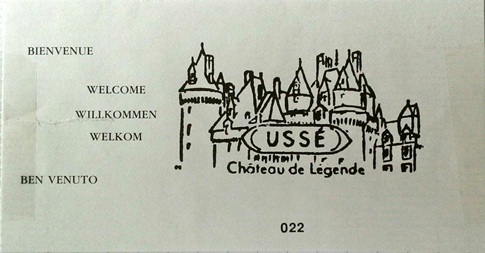 BIENVENUE
WELCOME
WILLKOMMEN
WELKOM
BEN VENUTO
USSÉ
Château de Légende
022